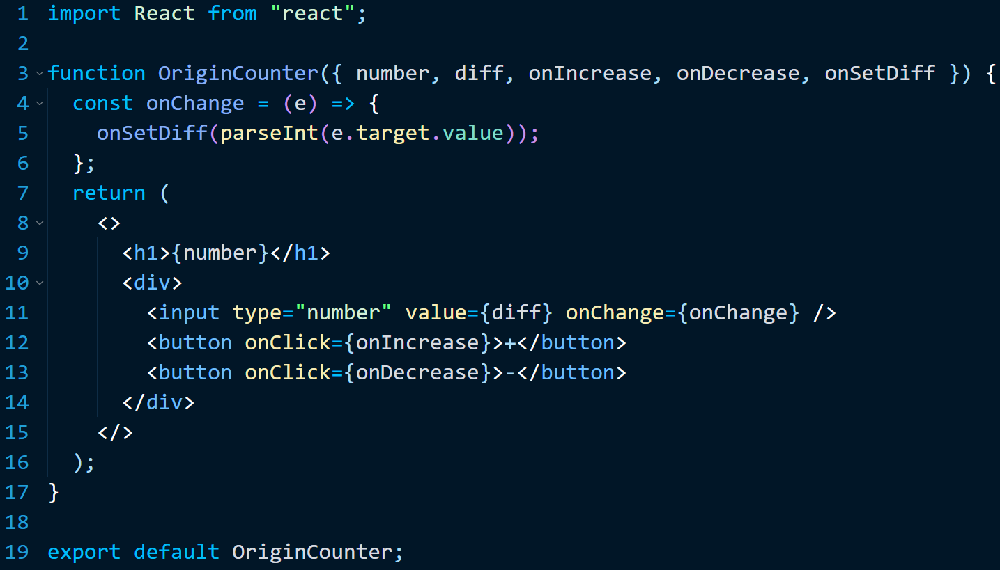 1 import React from "react";
2
3 function OriginCounter({ number, diff, onIncrease, onDecrease, onSetDiff }) {
4   const onChange = (e) => {
5     onSetDiff(parseInt(e.target.value));
6   };
7   return (
8     <>
9       <h1>{number}</h1>
10       <div>
11         <input type="number" value={diff} onChange={onChange} />
12         <button onClick={onIncrease}>+</button>
13         <button onClick={onDecrease}>-</button>
14       </div>
15     </>
16   );
17 }
18
19 export default OriginCounter;